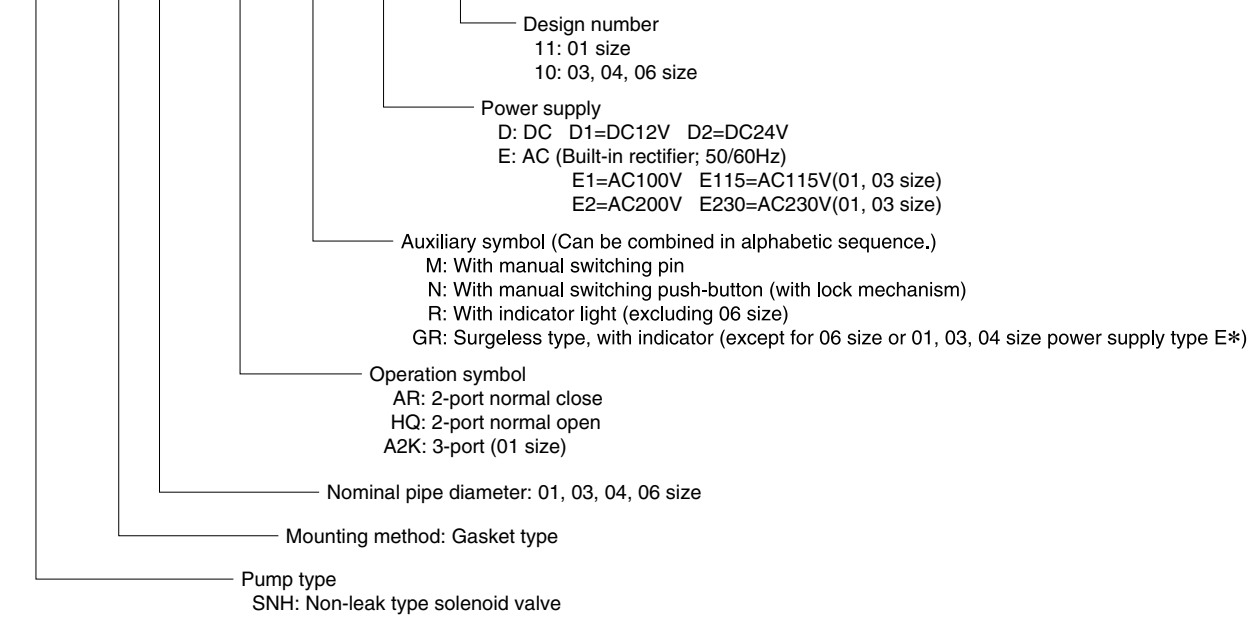 Design number
11: 01 size
10: 03, 04, 06 size
Power supply
D: DC D1=DC12V D2=DC24V
E: AC (Built-in rectifier; 50/60Hz)
E1=AC100V E115=AC115V(01, 03 size)
E2=AC200V E230=AC230V(01, 03 size)
Auxiliary symbol (Can be combined in alphabetic sequence.)
M: With manual switching pin
N: With manual switching push-button (with lock mechanism)
R: With indicator light (excluding 06 size)
GR: Surgeless type, with indicator (except for 06 size or 01, 03, 04 size power supply type E*)
Operation symbol
AR: 2-port normal close
HQ: 2-port normal open
A2K: 3-port (01 size)
Nominal pipe diameter: 01, 03, 04, 06 size
Mounting method: Gasket type
Pump type
SNH: Non-leak type solenoid valve